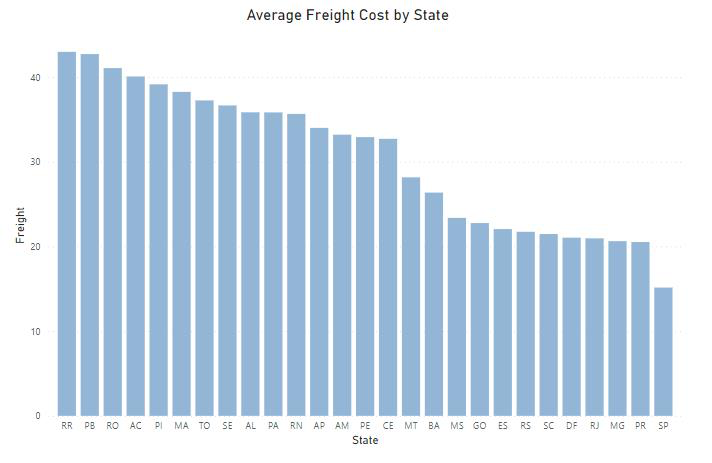 Average Freight Cost by State
Freight
40
30
20
10
0
RR PB RO AC PI MA TO SE AL PA RN AP AM PE CE MT BA MS GO ES RS SC DF RJ MG PR SP
State